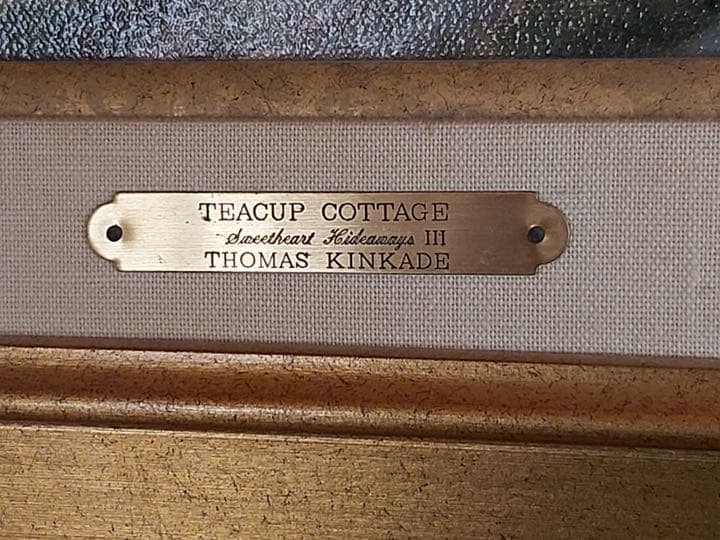 TEACUP COTTAGE
Sweetheart Hideaways III
THOMAS KINKADE